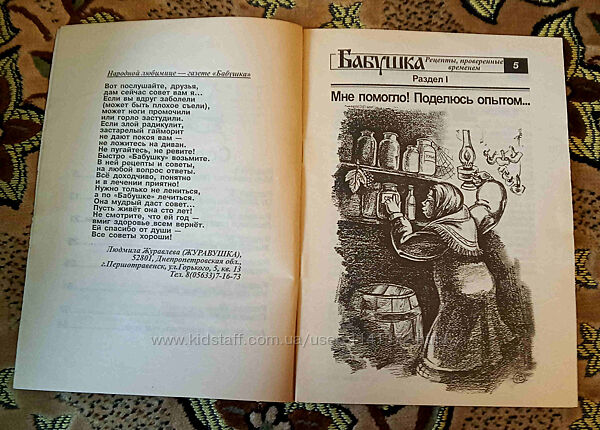 Народной любимице — газете «Бабушка»
Вот послушайте, друзья,
дам сейчас совет вам я...
Если вы вдруг заболели
(может быть, плохое съели),
может ноги промочили
или горло застудили.
Если злой радикулит,
застарелый гайморит
не дают покоя вам —
не ложитесь на диван.
Не пугайтесь, не ревите!
Быстро «Бабушку» возьмите.
В ней рецепты и советы,
на любой вопрос ответы.
Всё доходчиво, понятно
и в лечении приятно!
Нужно только не лениться,
а по «Бабушке» лечиться.
Она мудрый даст совет...
Пусть живёт она сто лет!
Не смотрите, что ей год —
вмиг здоровье всем вернёт.
Ей спасибо от души —
Все советы хороши!
Людмила Журавлева (ЖУРАВУШКА),
52801, Днепропетровская обл.,
г.Першотравенск, ул.Горького, 5, кв. 13
Тел. 8(05633)7-16-73
БАБУШКА
Рецепты, проверенные
временем
5
Раздел I
Мне помогло! Поделюсь опытом...
www.kidstaff.com.ua/user-